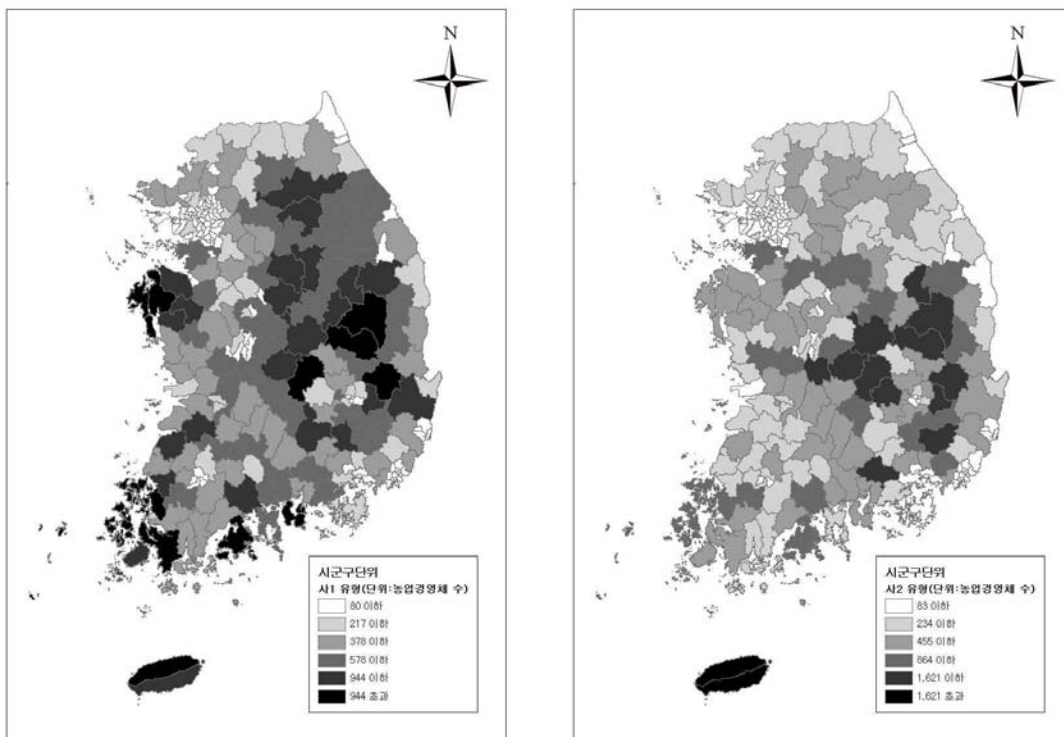 N
시군구단위
사1 유형(단위:농업경영체 수)
80 이하
217 이하
378 이하
578 이하
944 이하
944 초과
N
시군구단위
사2 유형(단위:농업경영체 수)
83 이하
234 이하
455 이하
864 이하
1,621 이하
1,621 초과